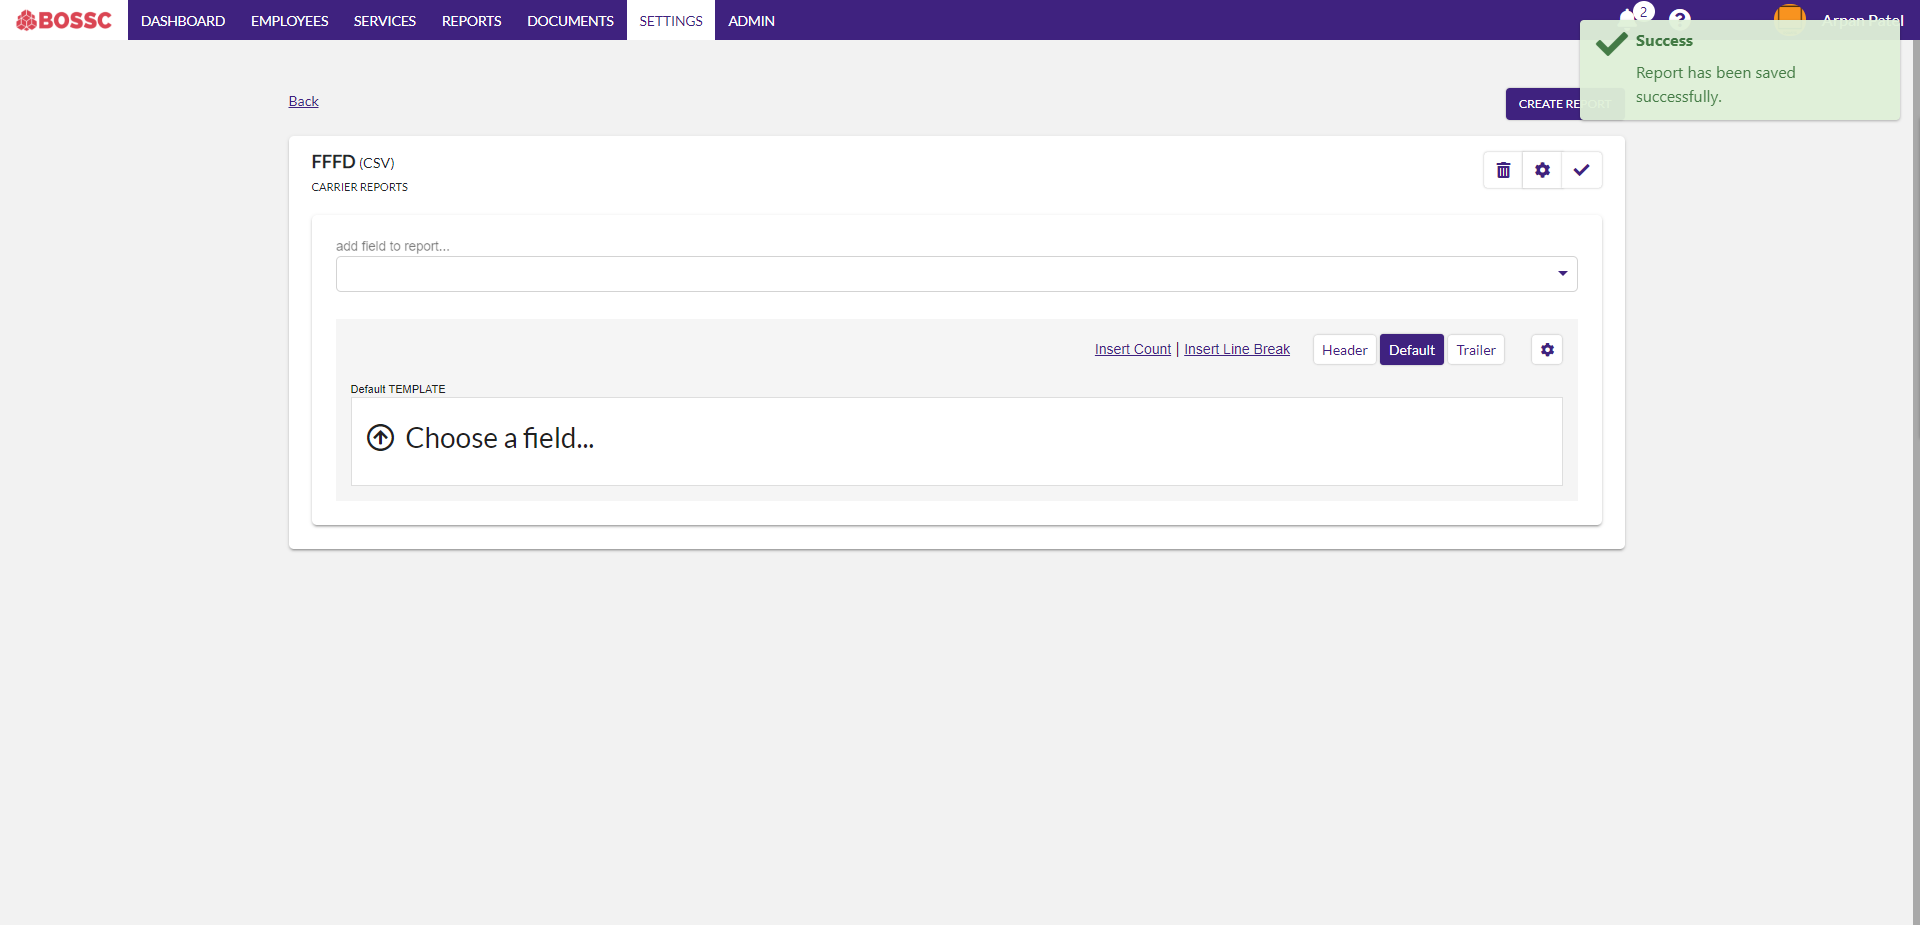 BOSSC
DASHBOARD EMPLOYEES SERVICES REPORTS DOCUMENTS SETTINGS ADMIN
2
?
Arpan Patel
Success
Report has been saved
successfully.
Back
CREATE REPORT
FFFD (CSV)
CARRIER REPORTS
add field to report...
Insert Count | Insert Line Break
Header Default Trailer
Default TEMPLATE
Choose a field...